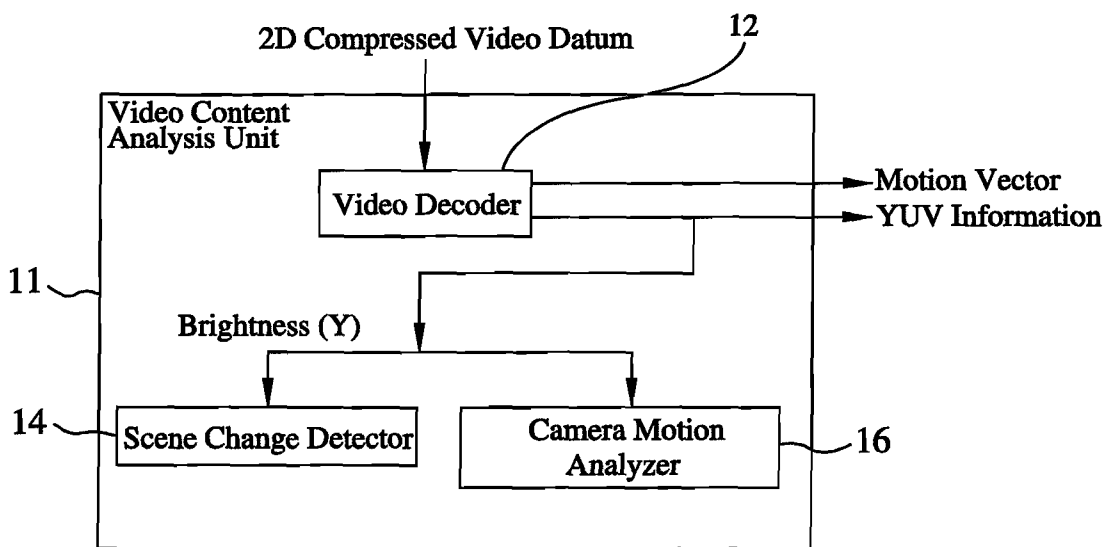 12
2D Compressed Video Datum
Video Content
Analysis Unit
Video Decoder
Motion Vector
YUV Information
11
Brightness (Y)
14
Scene Change Detector
Camera Motion
Analyzer
16